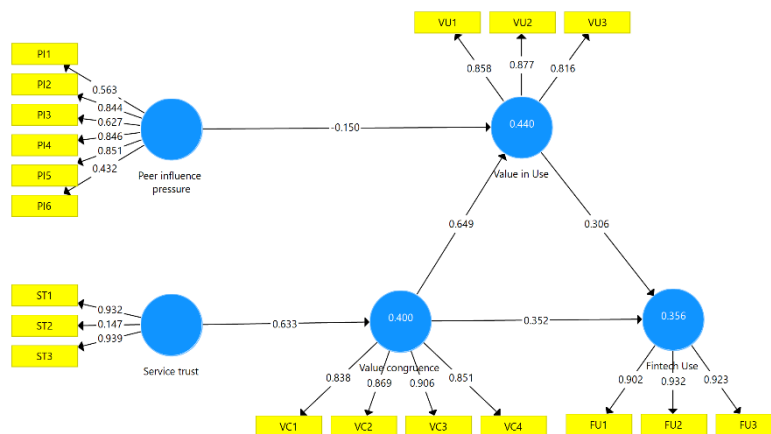 VU1 VU2 VU3
0.858 0.877 0.816
PI1
PI2
PI3
PI4
PI5
PI6
0.563
0.844
0.627
0.846
0.851
0.432
Peer influence
pressure
-0.150
0.440
Value in Use
0.649
0.306
ST1
ST2
ST3
0.932
0.147
0.939
Service trust
0.633
0.400
Value congruence
0.352
0.356
Fintech Use
0.838 0.869 0.906 0.851
VC1 VC2 VC3 VC4
0.902 0.932 0.923
FU1 FU2 FU3